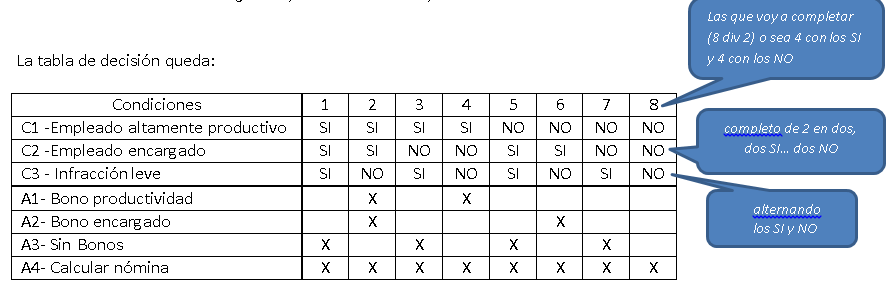 La tabla de decisión queda:
Las que voy a completar
(8 div 2) o sea 4 con los SI
y 4 con los NO
Condiciones 1 2 3 4 5 6 7 8
C1 -Empleado altamente productivo SI SI SI SI NO NO NO NO
C2 -Empleado encargado SI SI NO NO SI SI NO NO
C3 - Infracción leve SI NO SI NO SI NO SI NO
A1- Bono productividad X X
A2- Bono encargado X X
A3- Sin Bonos X X X X
A4- Calcular nómina X X X X X X X X
completo de 2 en dos,
dos SI... dos NO
alternando
los SI y NO